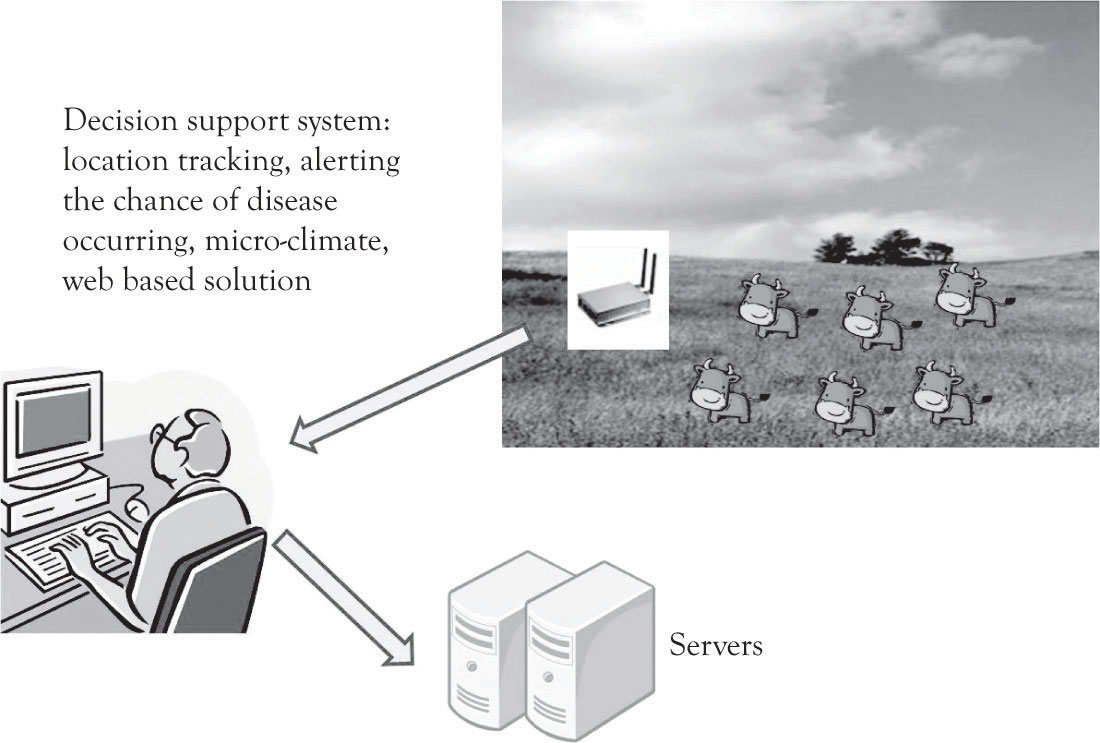 Decision support system:
location tracking, alerting
the chance of disease
occurring, micro-climate,
web based solution
Servers